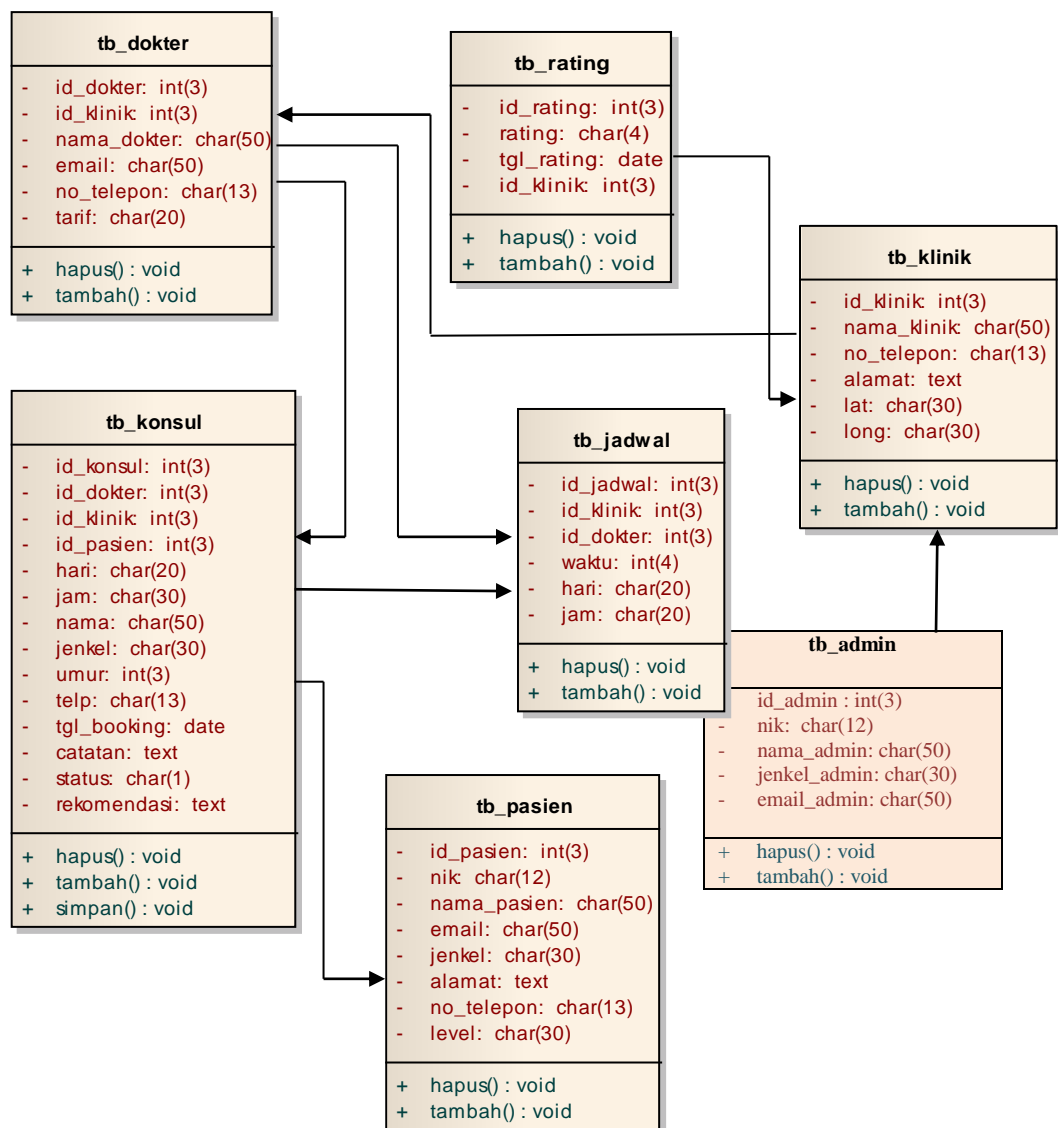 tb_dokter
- id_dokter: int(3)
- id_klinik: int(3)
- nama_dokter: char(50)
- email: char(50)
- no_telepon: char(13)
- tarif: char(20)
+ hapus() : void
+ tambah() : void
tb_rating
- id_rating: int(3)
- rating: char(4)
- tgl_rating: date
- id_klinik: int(3)
+ hapus() : void
+ tambah() : void
tb_klinik
- id_klinik: int(3)
- nama_klinik: char(50)
- no_telepon: char(13)
- alamat: text
- lat: char(30)
- long: char(30)
+ hapus() : void
+ tambah() : void
tb_konsul
- id_konsul: int(3)
- id_dokter: int(3)
- id_klinik: int(3)
- id_pasien: int(3)
- hari: char(20)
- jam: char(30)
- nama: char(50)
- jenkel: char(30)
- umur: int(3)
- telp: char(13)
- tgl_booking: date
- catatan: text
- status: char(1)
- rekomendasi: text
+ hapus() : void
+ tambah() : void
+ simpan() : void
tb_jadwal
- id_jadwal: int(3)
- id_klinik: int(3)
- id_dokter: int(3)
- waktu: int(4)
- hari: char(20)
- jam: char(20)
+ hapus() : void
+ tambah() : void
tb_admin
id_admin : int(3)
- nik: char(12)
- nama_admin: char(50)
- jenkel_admin: char(30)
- email_admin: char(50)
+ hapus() : void
+ tambah() : void
tb_pasien
- id_pasien: int(3)
- nik: char(12)
- nama_pasien: char(50)
- email: char(50)
- jenkel: char(30)
- alamat: text
- no_telepon: char(13)
- level: char(30)
+ hapus() : void
+ tambah() : void